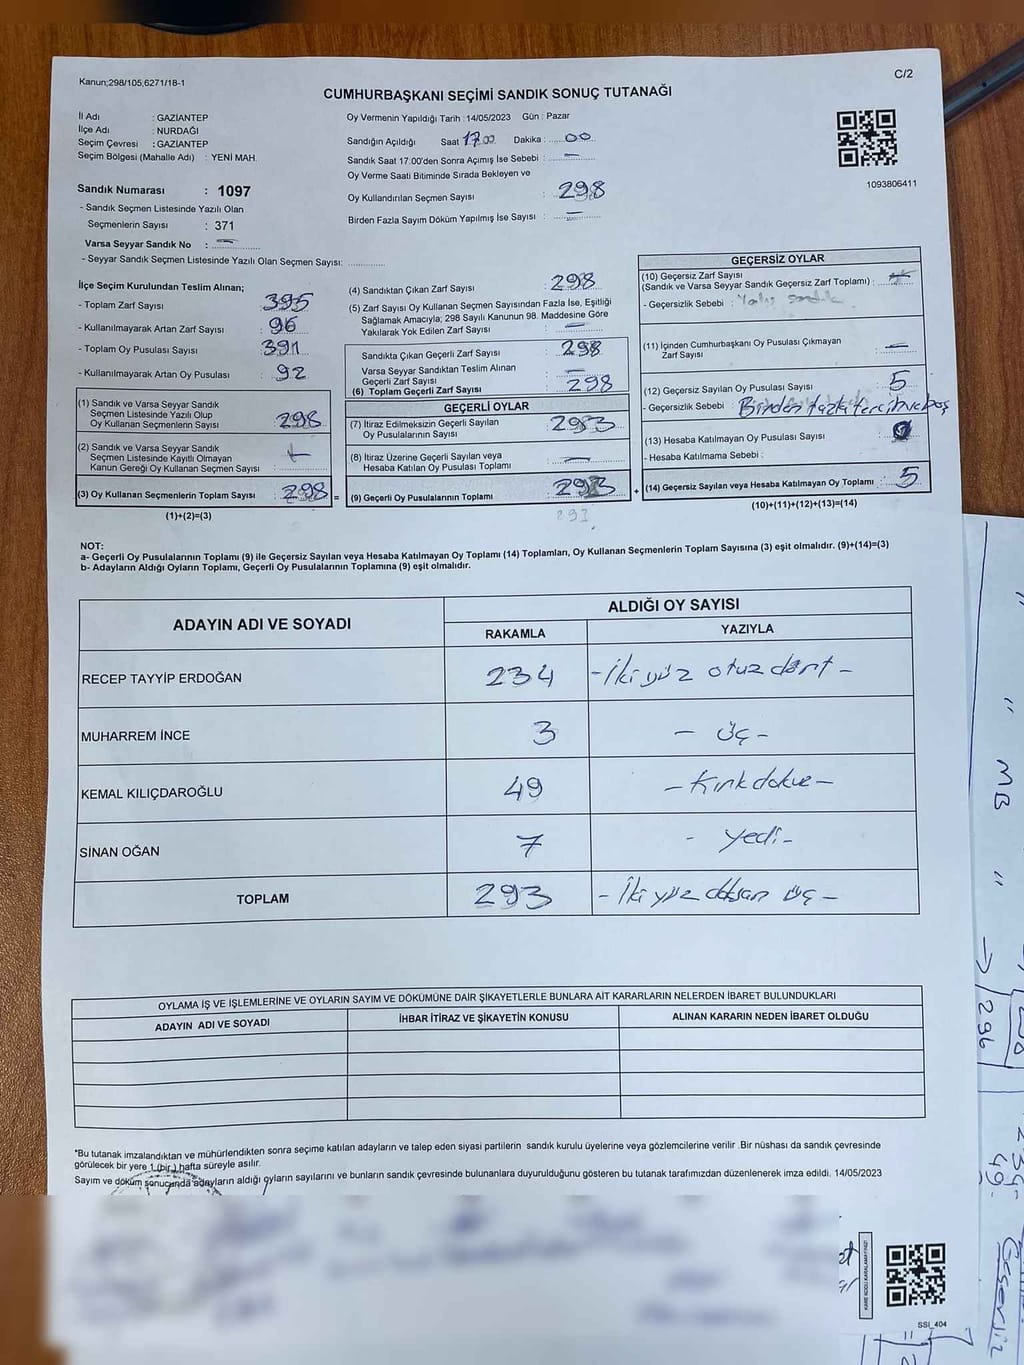 Kanun;298/105,6271/18-1
C/2
CUMHURBAŞKANI SEÇİMİ SANDIK SONUÇ TUTANAĞI
İl Adı : GAZİANTEP
İlçe Adı : NURDAĞI
Seçim Çevresi : GAZİANTEP
Seçim Bölgesi (Mahalle Adı) : YENİ MAH.
Sandık Numarası : 1097
- Sandık Seçmen Listesinde Yazılı Olan
Seçmenlerin Sayısı : 371
Varsa Seyyar Sandık No : —
- Seyyar Sandık Seçmen Listesinde Yazılı Olan Seçmen Sayısı:
Oy Vermenin Yapıldığı Tarih : 14/05/2023 Gün : Pazar
Sandığın Açıldığı Saat 17.00 Dakika : 00
Sandık Saat 17:00'den Sonra Açımış İse Sebebi : —
Oy Verme Saati Bitiminde Sırada Bekleyen ve
Oy Kullandırılan Seçmen Sayısı : 298
Birden Fazla Sayım Döküm Yapılmış İse Sayısı : —
1093806411
İlçe Seçim Kurulundan Teslim Alınan;
- Toplam Zarf Sayısı : 395
- Kullanılmayarak Artan Zarf Sayısı : 96
- Toplam Oy Pusulası Sayısı : 391
- Kullanılmayarak Artan Oy Pusulası : 92
(1) Sandık ve Varsa Seyyar Sandık
Seçmen Listesinde Yazılı Olup
Oy Kullanan Seçmenlerin Sayısı : 298
(2) Sandık ve Varsa Seyyar Sandık
Seçmen Listesinde Kayıtlı Olmayan
Kanun Gereği Oy Kullanan Seçmen Sayısı :
(3) Oy Kullanan Seçmenlerin Toplam Sayısı : 298 =
(1)+(2)=(3)
(4) Sandıktan Çıkan Zarf Sayısı : 298
(5) Zarf Sayısı Oy Kullanan Seçmen Sayısından Fazla İse, Eşitliği
Sağlamak Amacıyla; 298 Sayılı Kanunun 98. Maddesine Göre
Yakılarak Yok Edilen Zarf Sayısı : —
Sandıkta Çıkan Geçerli Zarf Sayısı : 298
Varsa Seyyar Sandıktan Teslim Alınan
Geçerli Zarf Sayısı : —
(6) Toplam Geçerli Zarf Sayısı : 298
GEÇERLİ OYLAR
(7) İtiraz Edilmeksizin Geçerli Sayılan
Oy Pusulalarının Sayısı : 293
(8) İtiraz Üzerine Geçerli Sayılan veya
Hesaba Katılan Oy Pusulası Toplamı : —
(9) Geçerli Oy Pusulalarının Toplamı : 293 +
293
GEÇERSİZ OYLAR
(10) Geçersiz Zarf Sayısı
(Sandık ve Varsa Seyyar Sandık Geçersiz Zarf Toplamı) :
- Geçersizlik Sebebi :
(11) İçinden Cumhurbaşkanı Oy Pusulası Çıkmayan
Zarf Sayısı : —
(12) Geçersiz Sayılan Oy Pusulası Sayısı : 5
- Geçersizlik Sebebi : Birden fazla tercih
(13) Hesaba Katılmayan Oy Pusulası Sayısı :
- Hesaba Katılmama Sebebi :
(14) Geçersiz Sayılan veya Hesaba Katılmayan Oy Toplamı : 5
(10)+(11)+(12)+(13)=(14)
NOT:
a- Geçerli Oy Pusulalarının Toplamı (9) ile Geçersiz Sayılan veya Hesaba Katılmayan Oy Toplamı (14) Toplamları, Oy Kullanan Seçmenlerin Toplam Sayısına (3) eşit olmalıdır. (9)+(14)=(3)
b- Adayların Aldığı Oyların Toplamı, Geçerli Oy Pusulalarının Toplamına (9) eşit olmalıdır.
ADAYIN ADI VE SOYADI
ALDIĞI OY SAYISI
RAKAMLA YAZIYLA
RECEP TAYYİP ERDOĞAN 234 - İki yüz otuz dört -
MUHARREM İNCE 3 - üç -
KEMAL KILIÇDAROĞLU 49 - Kırk dokuz -
SİNAN OĞAN 7 - yedi -
TOPLAM 293 - İki yüz doksan üç -
OYLAMA İŞ VE İŞLEMLERİNE VE OYLARIN SAYIM VE DÖKÜMÜNE DAİR ŞİKAYETLERLE BUNLARA AİT KARARLARIN NELERDEN İBARET BULUNDUKLARI
ADAYIN ADI VE SOYADI İHBAR İTİRAZ VE ŞİKAYETİN KONUSU ALINAN KARARIN NEDEN İBARET OLDUĞU
*Bu tutanak imzalandıktan ve mühürlendikten sonra seçime katılan adayların ve talep eden siyasi partilerin sandık kurulu üyelerine ve gözlemcilerine verilir .Bir nüshası da sandık çevresinde
görülecek bir yere 1 (bir ) hafta süreyle asılır.
Sayım ve döküm sonucunda adayların aldığı oyların sayılarını ve bunların sandık çevresinde bulunanlara duyurulduğunu gösteren bu tutanak tarafımızdan düzenlenerek imza edildi. 14/05/2023
SSI_404
MB
296
234
49
Geçersiz